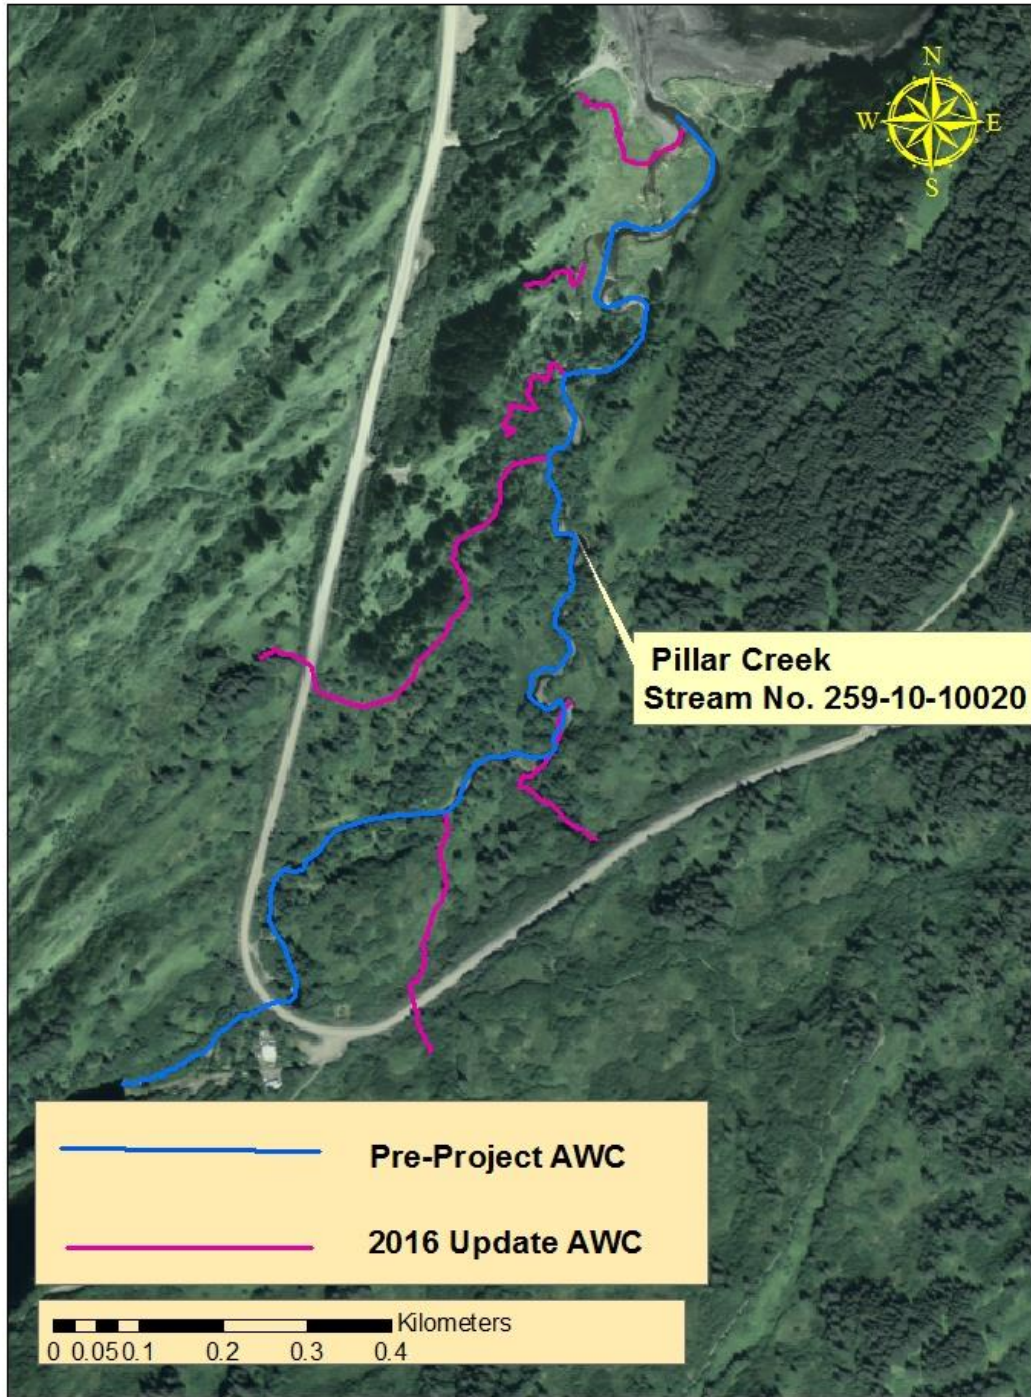 N
W E
S
Pillar Creek
Stream No. 259-10-10020
Pre-Project AWC
2016 Update AWC
Kilometers
0 0.05 0.1 0.2 0.3 0.4